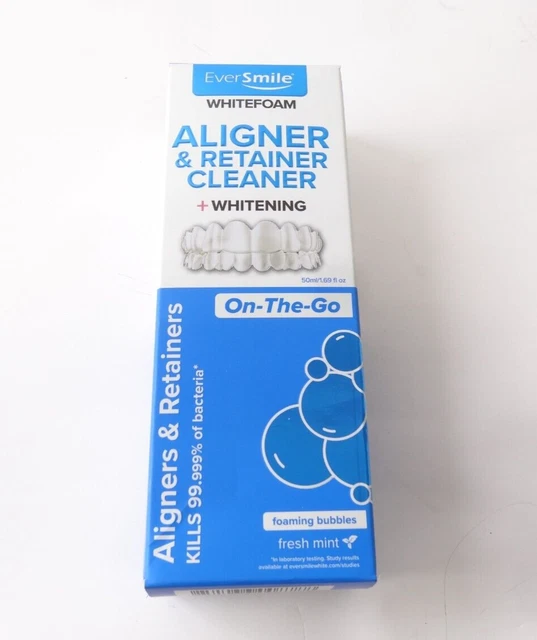 EverSmile®
WHITEFOAM
ALIGNER
& RETAINER
CLEANER
+ WHITENING
50ml/1.69 fl oz
On-The-Go
Aligners & Retainers
KILLS 99.999% of bacteria*
foaming bubbles
fresh mint
*In laboratory testing. Study results
available at eversmilewhite.com/studies